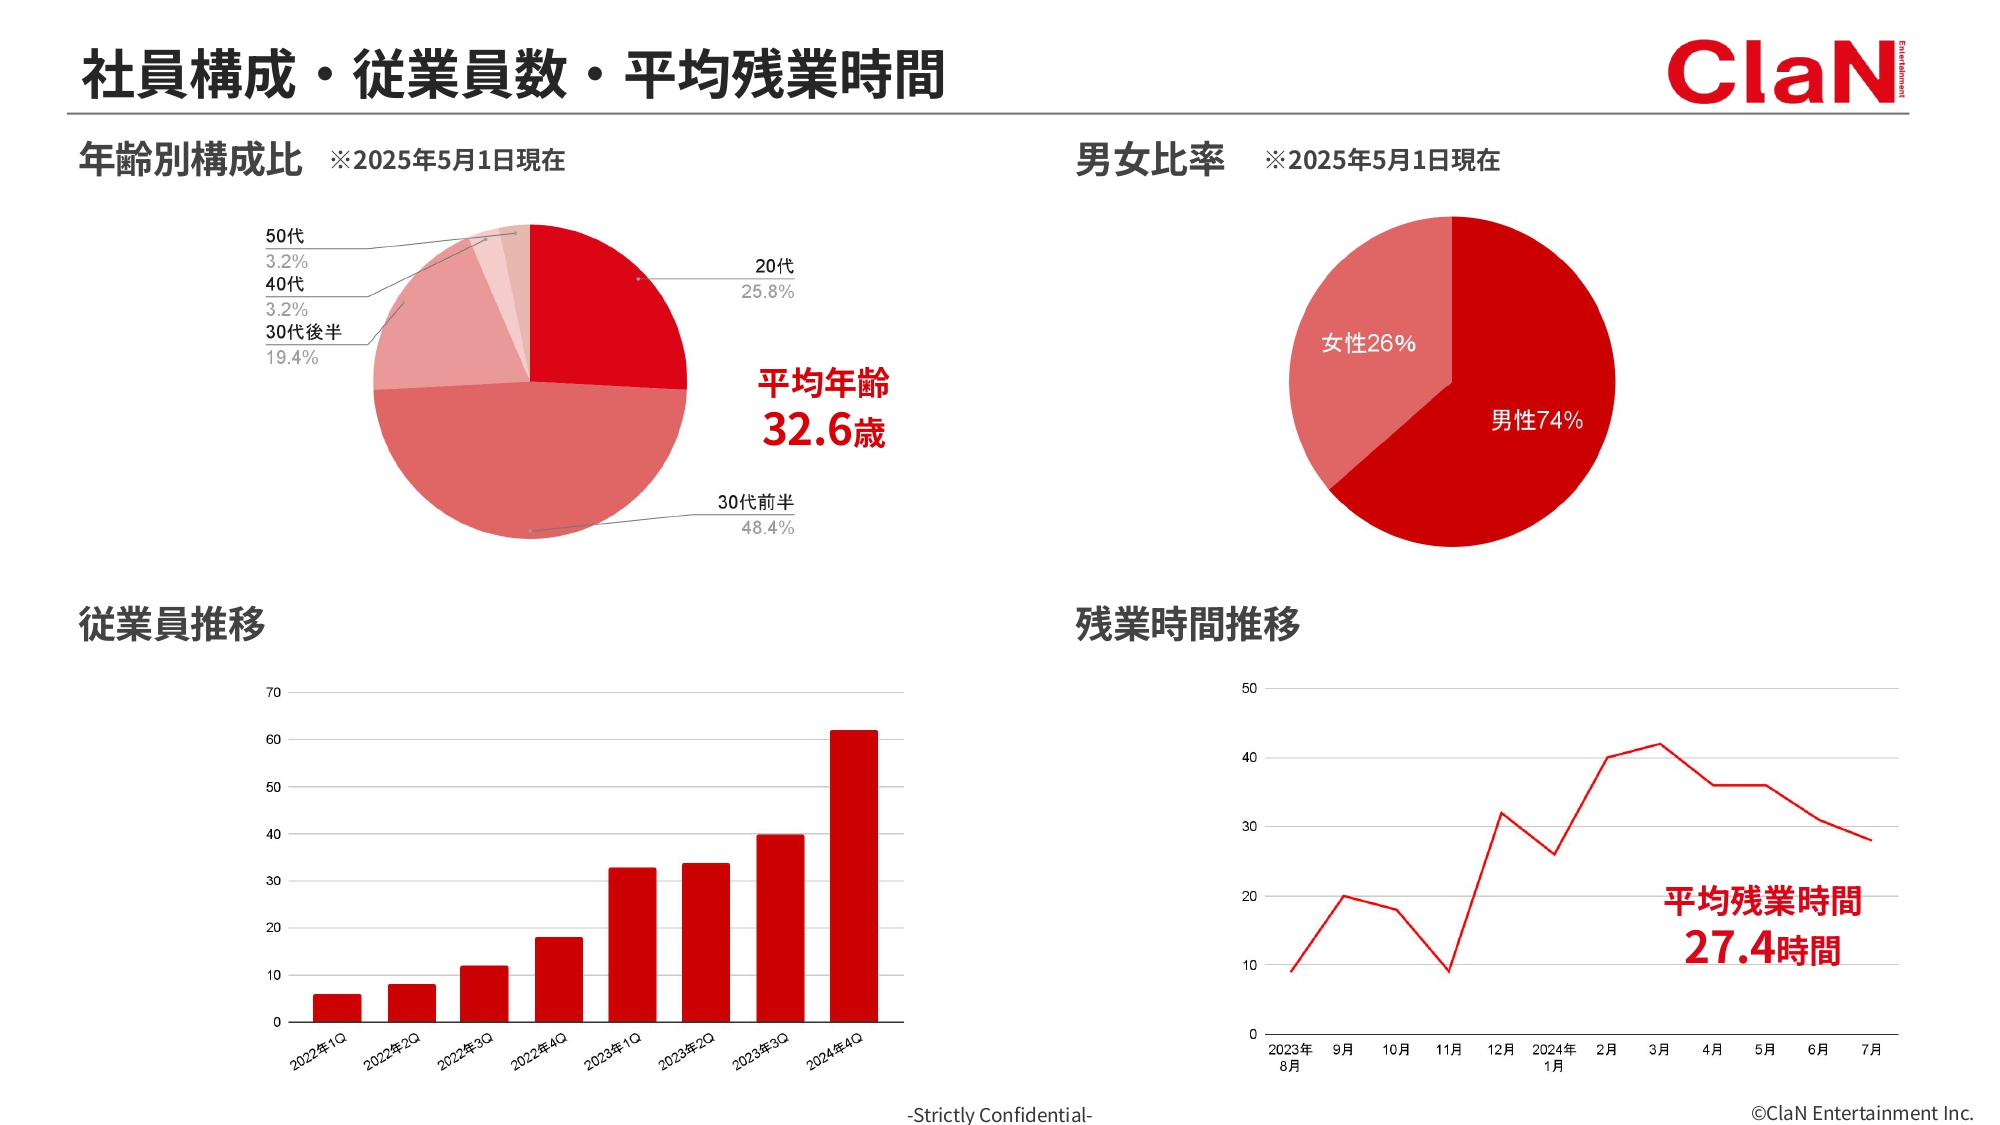 社員構成・従業員数・平均残業時間
ClaN Entertainment
年齢別構成比 ※2025年5月1日現在
50代
3.2%
40代
3.2%
30代後半
19.4%
20代
25.8%
平均年齢
32.6歳
30代前半
48.4%
男女比率 ※2025年5月1日現在
女性26%
男性74%
従業員推移
70
60
50
40
30
20
10
0
2022年1Q 2022年2Q 2022年3Q 2022年4Q 2023年1Q 2023年2Q 2023年3Q 2024年4Q
残業時間推移
50
40
30
20
10
0
平均残業時間
27.4時間
2023年 9月 10月 11月 12月 2024年 2月 3月 4月 5月 6月 7月
8月 1月
-Strictly Confidential-
©ClaN Entertainment Inc.